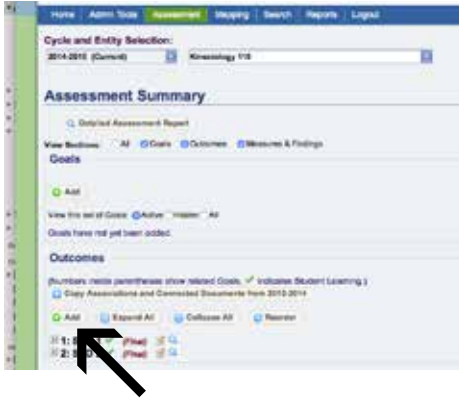 Home Admin Tools Assessment Mapping Search Reports Logout
Cycle and Entity Selection:
2014-2015 (Current) Kinesiology 115
Assessment Summary
Detailed Assessment Report
View Sections: All Goals Outcomes Measures & Findings
Goals
Add
View this set of Goals: Active Hidden All
Goals have not yet been added.
Outcomes
(Numbers inside parentheses show related Goals. ✓ indicates Student Learning.)
Copy Associations and Connected Documents from 2013-2014
Add Expand All Collapse All Reorder
1: (Final)
2: (Final)